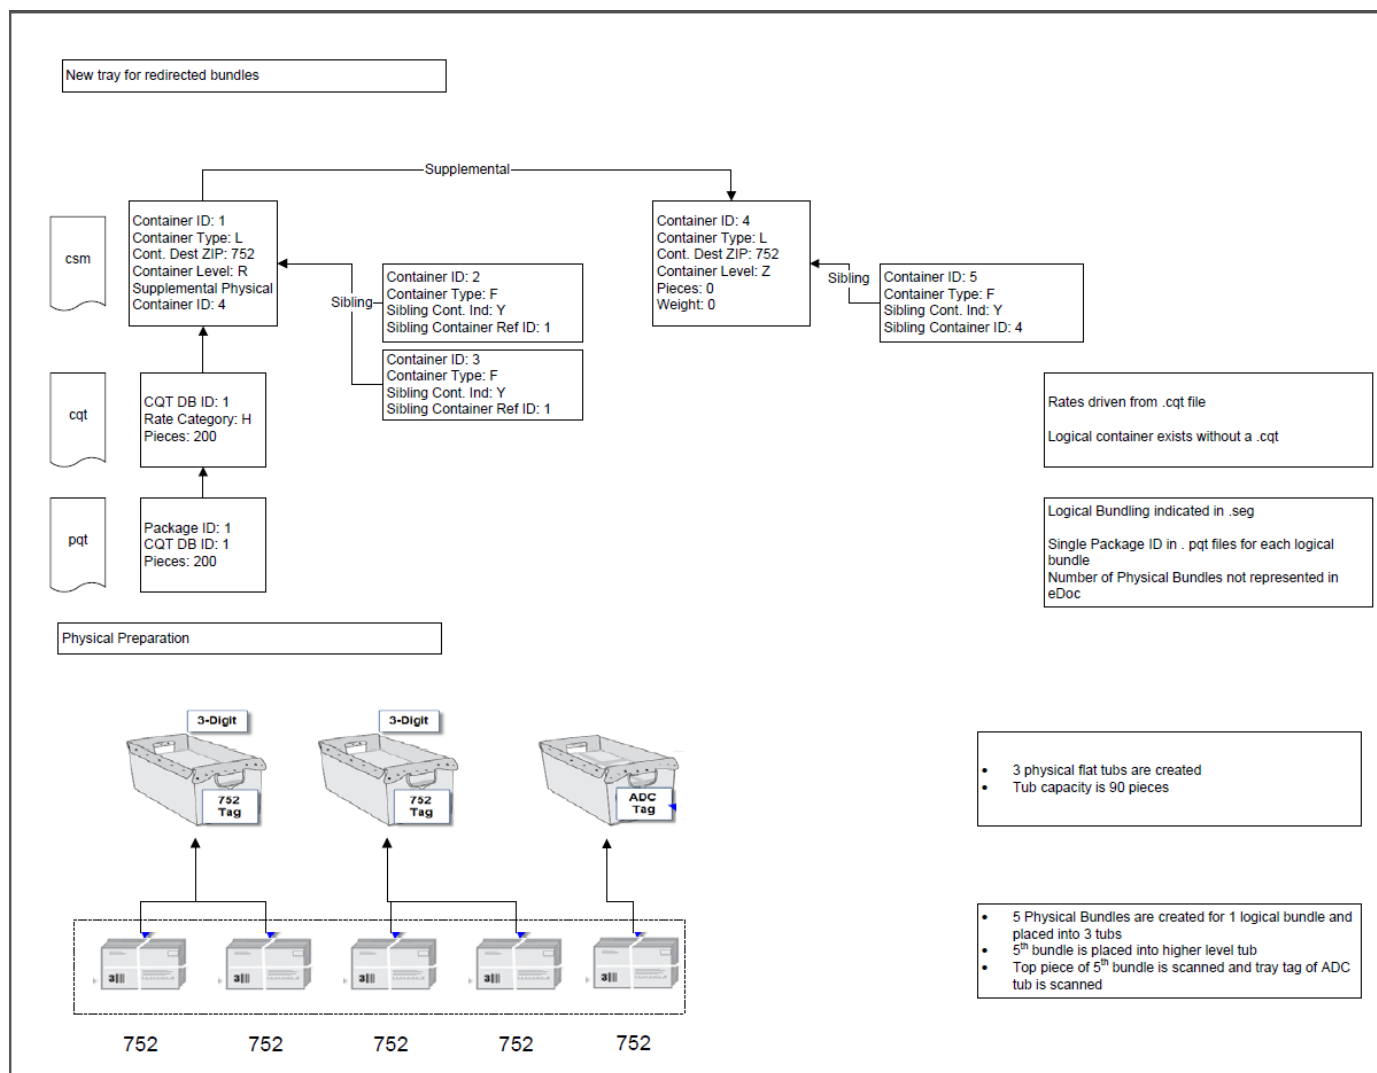 New tray for redirected bundles
Supplemental
csm
Container ID: 1
Container Type: L
Cont. Dest ZIP: 752
Container Level: R
Supplemental Physical
Container ID: 4
Sibling
Container ID: 2
Container Type: F
Sibling Cont. Ind: Y
Sibling Container Ref ID: 1
Container ID: 3
Container Type: F
Sibling Cont. Ind: Y
Sibling Container Ref ID: 1
Container ID: 4
Container Type: L
Cont. Dest ZIP: 752
Container Level: Z
Pieces: 0
Weight: 0
Sibling
Container ID: 5
Container Type: F
Sibling Cont. Ind: Y
Sibling Container ID: 4
cqt
CQT DB ID: 1
Rate Category: H
Pieces: 200
Rates driven from .cqt file
Logical container exists without a .cqt
pqt
Package ID: 1
CQT DB ID: 1
Pieces: 200
Logical Bundling indicated in .seg
Single Package ID in . pqt files for each logical
bundle
Number of Physical Bundles not represented in
eDoc
Physical Preparation
3-Digit
752
Tag
3-Digit
752
Tag
ADC
Tag
• 3 physical flat tubs are created
• Tub capacity is 90 pieces
3
3
3
3
3
• 5 Physical Bundles are created for 1 logical bundle and
placed into 3 tubs
• 5th bundle is placed into higher level tub
• Top piece of 5th bundle is scanned and tray tag of ADC
tub is scanned
752
752
752
752
752